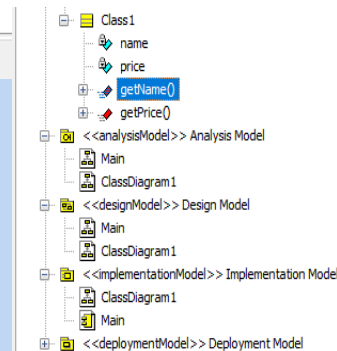 Class1
name
price
getName()
getPrice()
<<analysisModel>> Analysis Model
Main
ClassDiagram1
<<designModel>> Design Model
Main
ClassDiagram1
<<implementationModel>> Implementation Model
ClassDiagram1
Main
<<deploymentModel>> Deployment Model